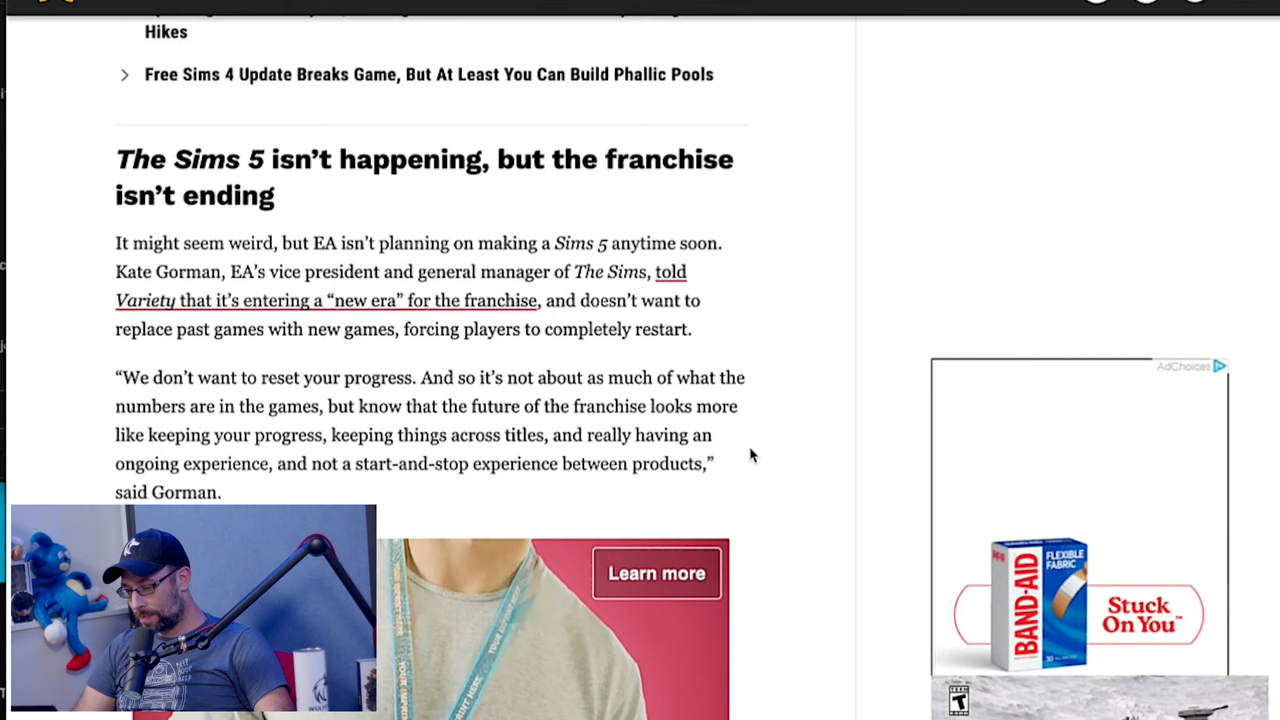 Hikes
Free Sims 4 Update Breaks Game, But At Least You Can Build Phallic Pools
The Sims 5 isn’t happening, but the franchise
isn’t ending
It might seem weird, but EA isn’t planning on making a Sims 5 anytime soon.
Kate Gorman, EA’s vice president and general manager of The Sims, told
Variety that it’s entering a “new era” for the franchise, and doesn’t want to
replace past games with new games, forcing players to completely restart.
“We don’t want to reset your progress. And so it’s not about as much of what the
numbers are in the games, but know that the future of the franchise looks more
like keeping your progress, keeping things across titles, and really having an
ongoing experience, and not a start-and-stop experience between products,”
said Gorman.
Learn more
AdChoices
BAND-AID
FLEXIBLE
FABRIC
30
Stuck
On You™
TEEN
T
BEEP
BOOP